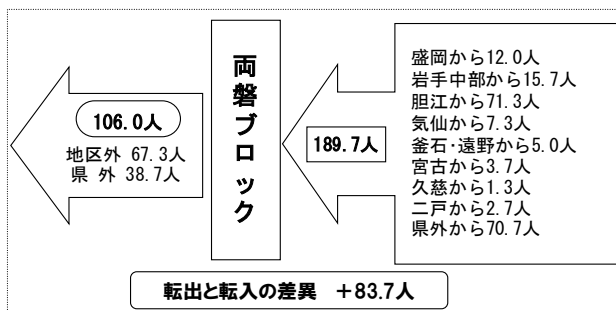 106.0人
地区外 67.3人
県 外 38.7人
両磐ブロック
189.7人
盛岡から12.0人
岩手中部から15.7人
胆江から71.3人
気仙から7.3人
釜石・遠野から5.0人
宮古から3.7人
久慈から1.3人
二戸から2.7人
県外から70.7人
転出と転入の差異 ＋83.7人